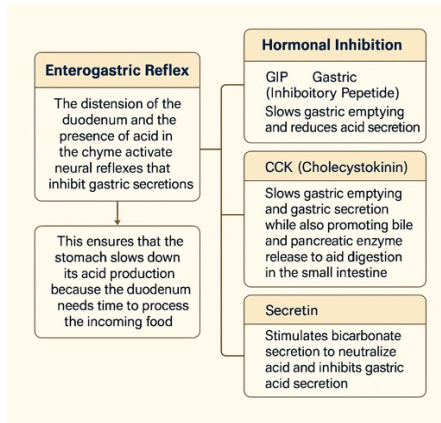 Enterogastric Reflex
The distension of the
duodenum and the
presence of acid in
the chyme activate
neural reflexes that
inhibit gastric secretions
This ensures that the
stomach slows down
its acid production
because the duodenum
needs time to process
the incoming food
Hormonal Inhibition
GIP Gastric
(Inhiboitory Pepetide)
Slows gastric emptying
and reduces acid secretion
CCK (Cholecystokinin)
Slows gastric emptying
and gastric secretion
while also promoting bile
and pancreatic enzyme
release to aid digestion
in the small intestine
Secretin
Stimulates bicarbonate
secretion to neutralize
acid and inhibits gastric
acid secretion